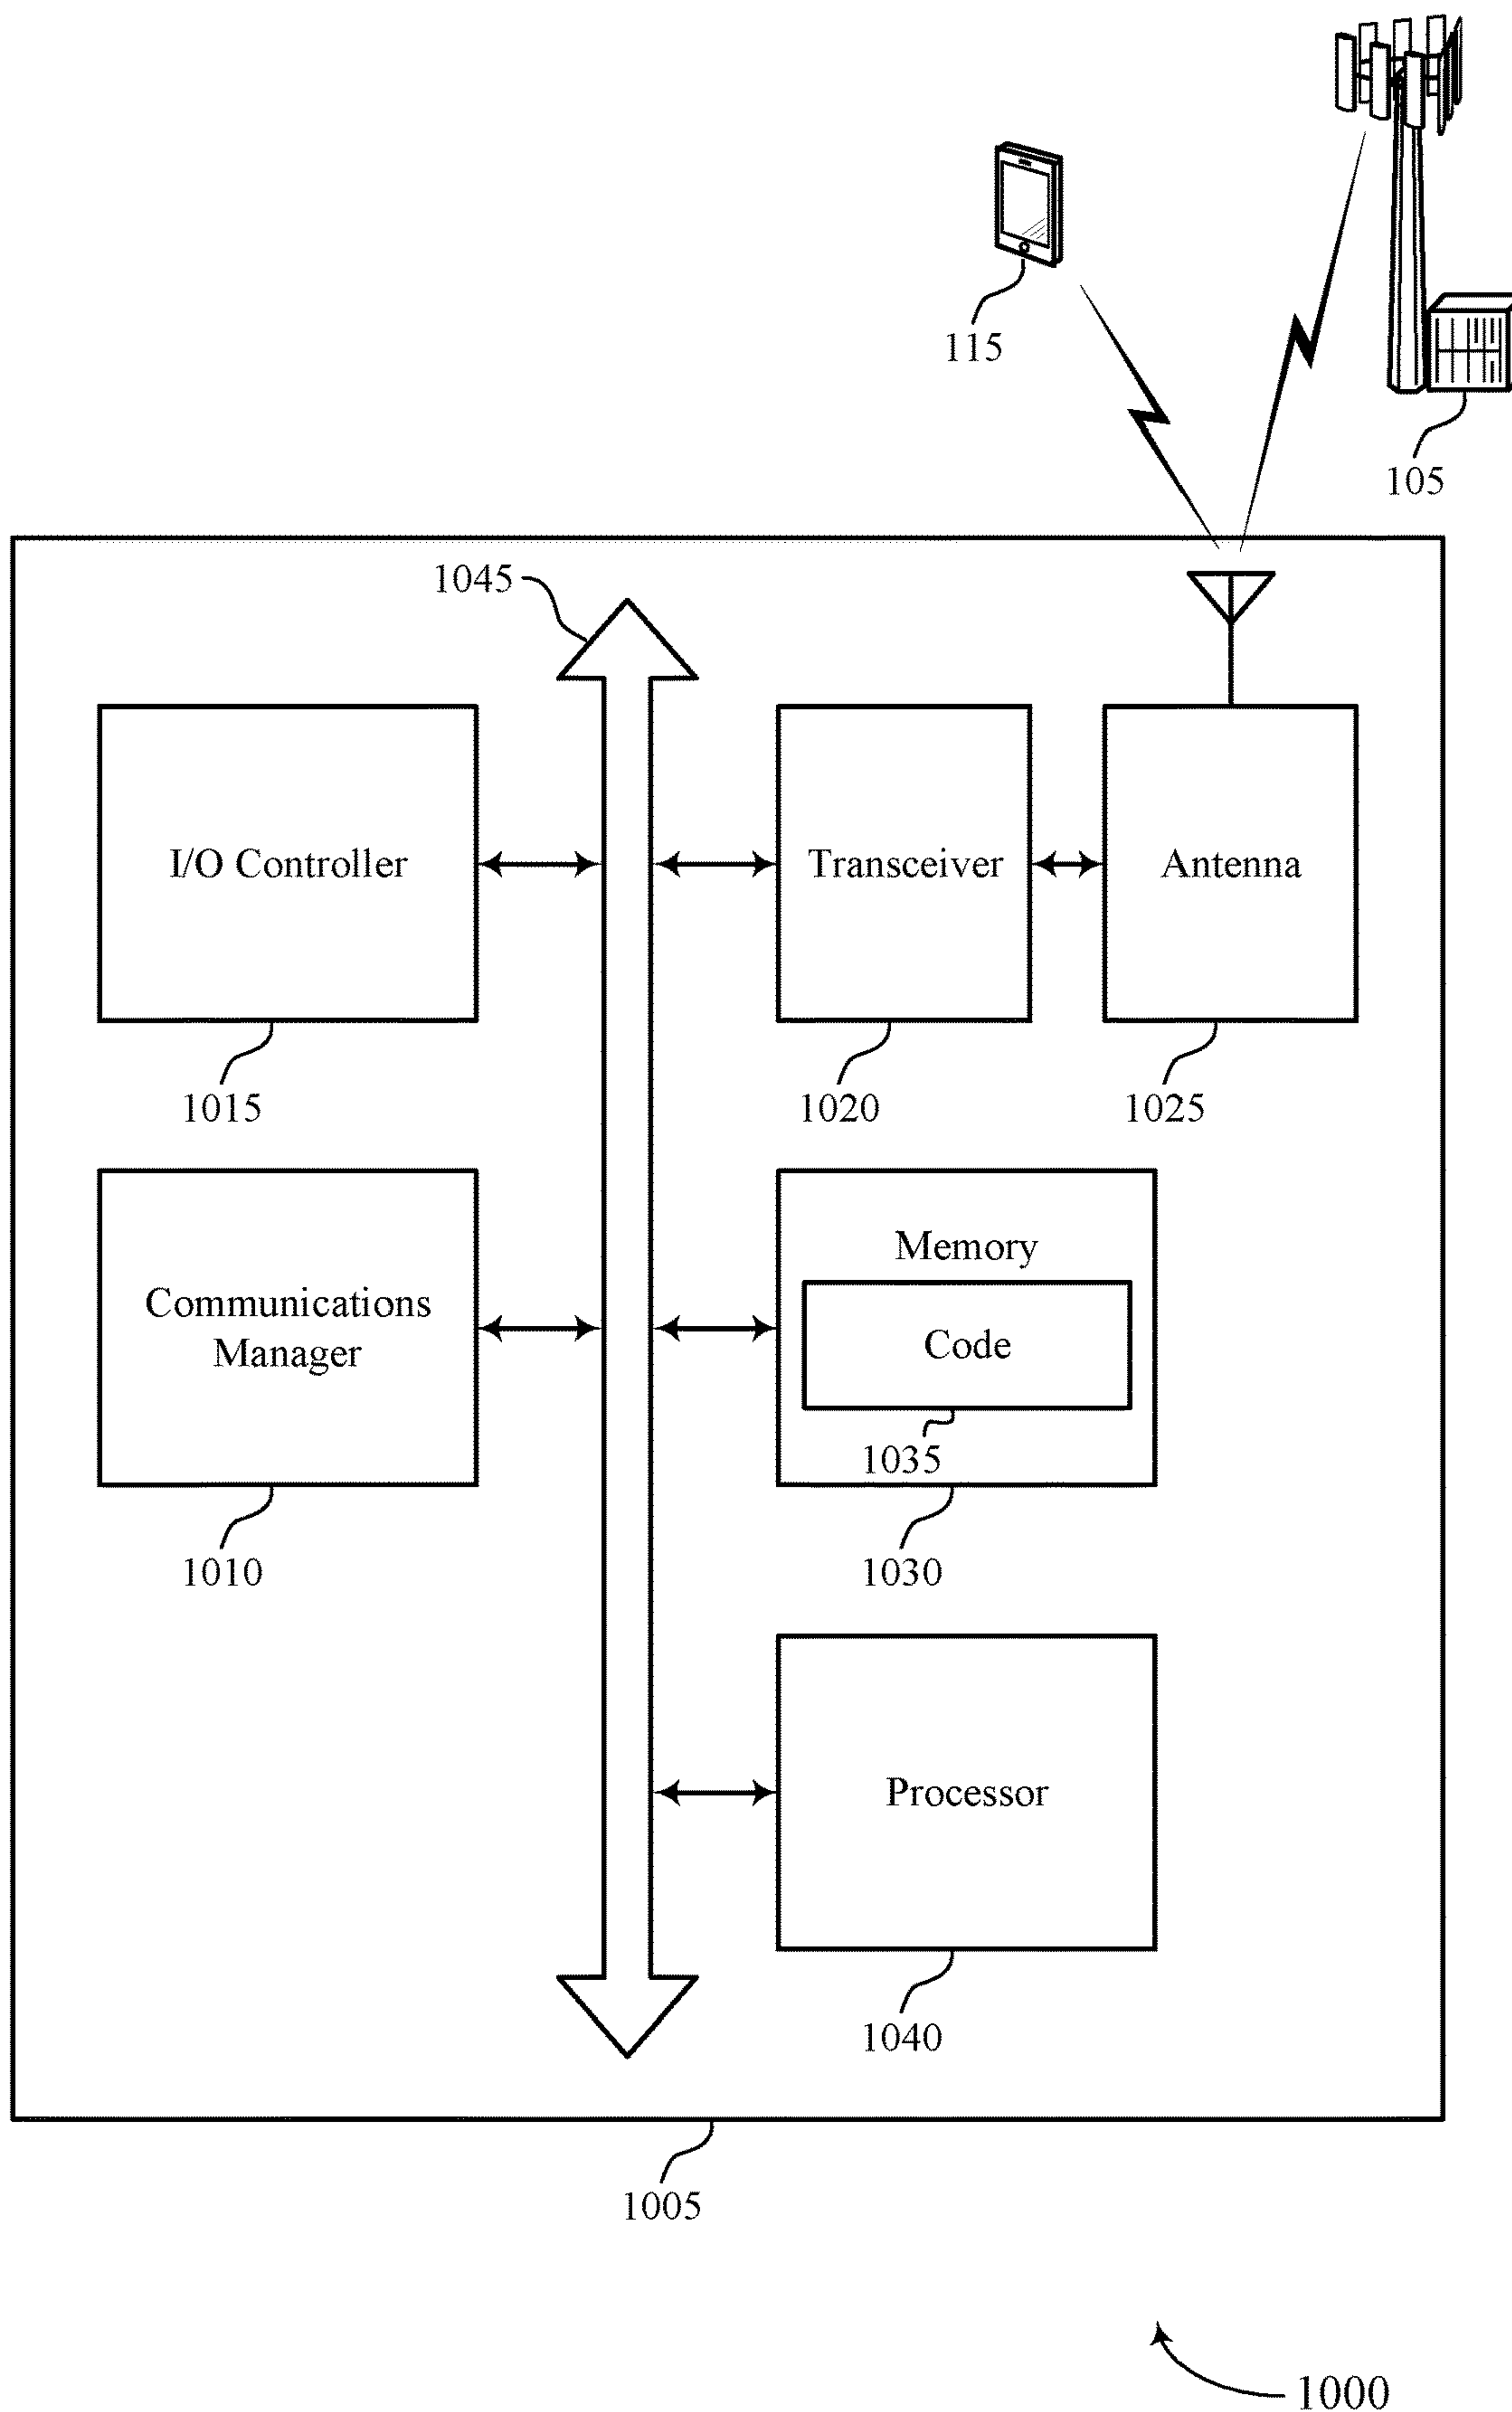 115
105
1045
I/O Controller
Transceiver
Antenna
1015
1020
1025
Communications
Manager
Memory
Code
1035
1010
1030
Processor
1040
1005
1000